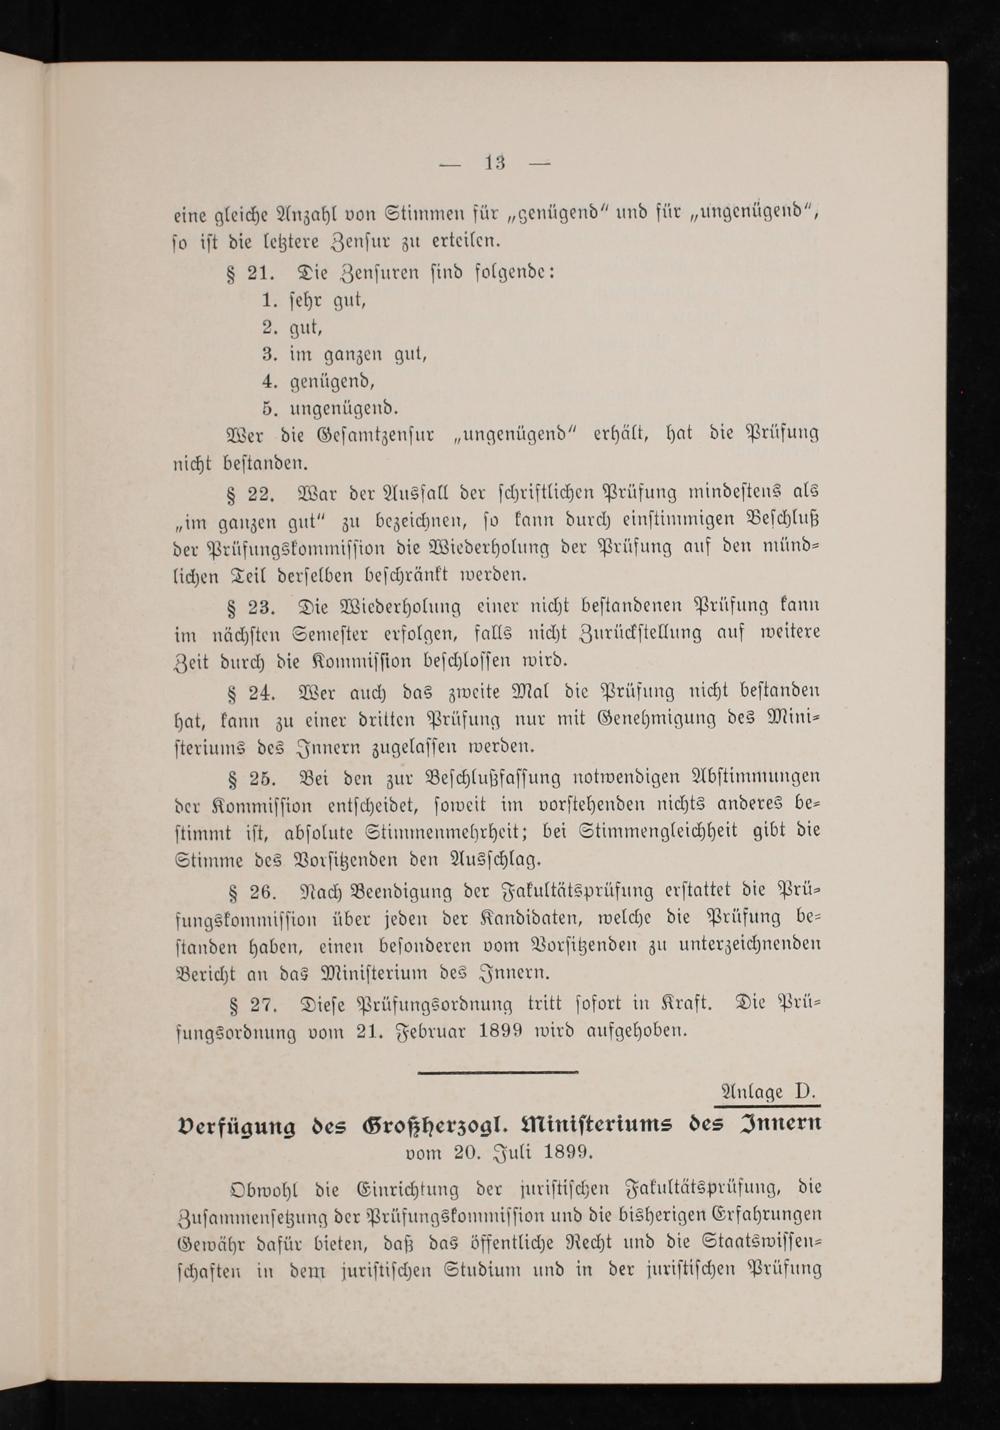 — 13 —
eine gleiche Anzahl von Stimmen für „genügend“ und für „ungenügend“,
so ist die letztere Zensur zu erteilen.
§ 21. Die Zensuren sind folgende:
1. sehr gut,
2. gut,
3. im ganzen gut,
4. genügend,
5. ungenügend.
Wer die Gesamtzensur „ungenügend“ erhält, hat die Prüfung
nicht bestanden.
§ 22. War der Ausfall der schriftlichen Prüfung mindestens als
„im ganzen gut“ zu bezeichnen, so kann durch einstimmigen Beschluß
der Prüfungskommission die Wiederholung der Prüfung auf den münd-
lichen Teil derselben beschränkt werden.
§ 23. Die Wiederholung einer nicht bestandenen Prüfung kann
im nächsten Semester erfolgen, falls nicht Zurückstellung auf weitere
Zeit durch die Kommission beschlossen wird.
§ 24. Wer auch das zweite Mal die Prüfung nicht bestanden
hat, kann zu einer dritten Prüfung nur mit Genehmigung des Mini-
steriums des Innern zugelassen werden.
§ 25. Bei den zur Beschlußfassung notwendigen Abstimmungen
der Kommission entscheidet, soweit im vorstehenden nichts anderes be-
stimmt ist, absolute Stimmenmehrheit; bei Stimmengleichheit gibt die
Stimme des Vorsitzenden den Ausschlag.
§ 26. Nach Beendigung der Fakultätsprüfung erstattet die Prü-
fungskommission über jeden der Kandidaten, welche die Prüfung be-
standen haben, einen besonderen vom Vorsitzenden zu unterzeichnenden
Bericht an das Ministerium des Innern.
§ 27. Diese Prüfungsordnung tritt sofort in Kraft. Die Prü-
fungsordnung vom 21. Februar 1899 wird aufgehoben.
Anlage D.
Verfügung des Großherzogl. Ministeriums des Innern
vom 20. Juli 1899.
Obwohl die Einrichtung der juristischen Fakultätsprüfung, die
Zusammensetzung der Prüfungskommission und die bisherigen Erfahrungen
Gewähr dafür bieten, daß das öffentliche Recht und die Staatswissen-
schaften in dem juristischen Studium und in der juristischen Prüfung